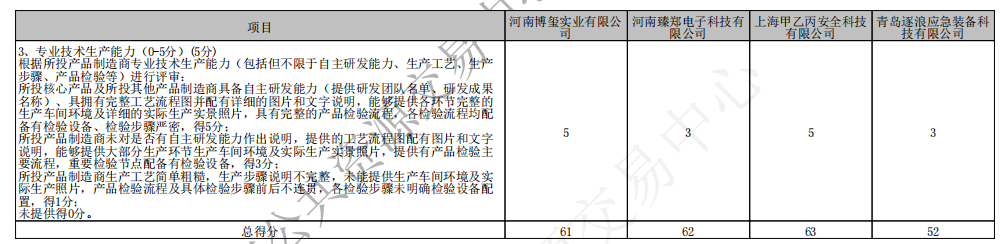 项目
河南博玺实业有限公
司
河南臻郑电子科技有
限公司
上海甲乙丙安全科技
有限公司
青岛逐浪应急装备科
技有限公司
3、专业技术生产能力（0-5分）(5分)
根据所投产品制造商专业技术生产能力（包括但不限于自主研发能力、生产工艺、生产
步骤、产品检验等）进行评审:
所投核心产品及所投其他产品制造商具备自主研发能力（提供研发团队名单、研发成果
名称）、具拥有完整工艺流程图并配有详细的图片和文字说明，能够提供各环节完整的
生产车间环境及详细的实际生产实景照片，具有完整的产品检验流程，各检验流程均配
备有检验设备、检验步骤严密，得5分；
所投产品制造商未对是否有自主研发能力作出说明，提供的工艺流程图配有图片和文字
说明，能够提供大部分生产环节生产车间环境及实际生产实景照片，提供有产品检验主
要流程，重要检验节点配备有检验设备，得3分；
所投产品制造商生产工艺简单粗糙，生产步骤说明不完整，未能提供生产车间环境及实
际生产照片，产品检验流程及具体检验步骤前后不连贯，各检验步骤未明确检验设备配
置，得1分；
未提供得0分。
5
3
5
3
总得分
61
62
63
52
公共资源交易中
交易中心